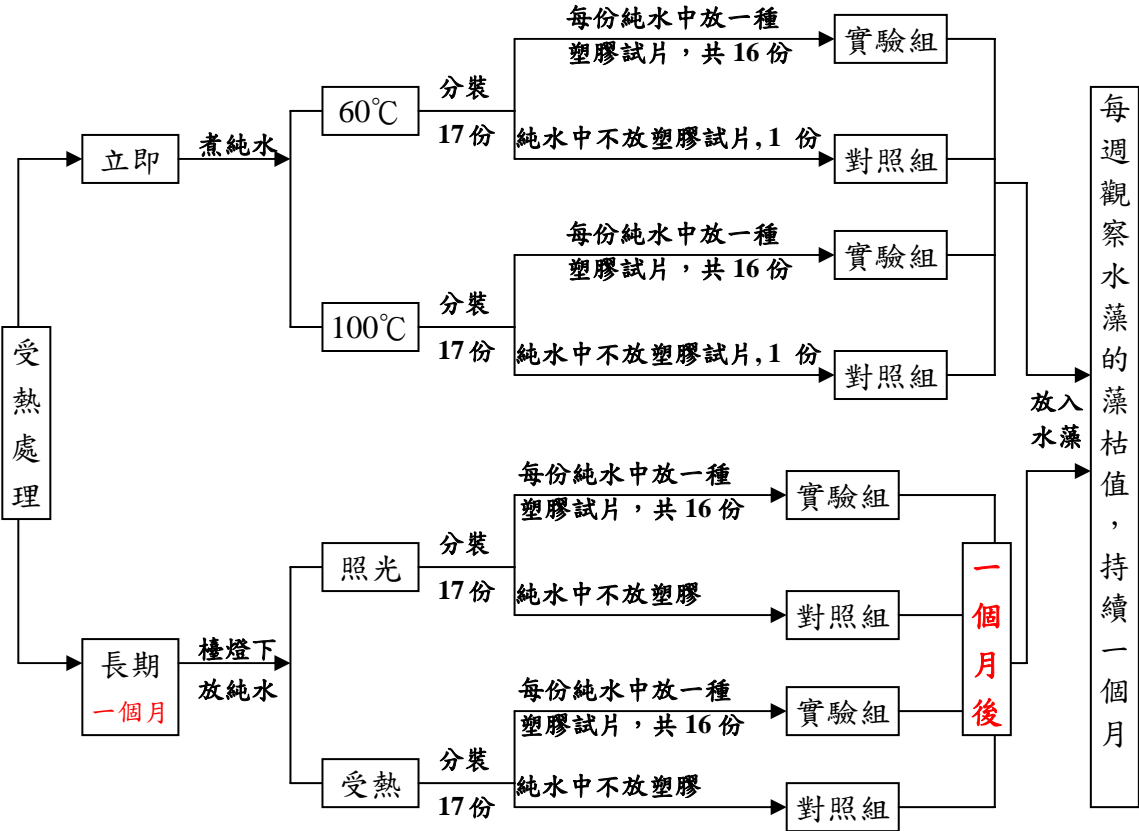 受熱處理
立即
煮純水
60℃
分裝
17份
每份純水中放一種
塑膠試片，共 16 份
實驗組
純水中不放塑膠試片, 1 份
對照組
100℃
分裝
17份
每份純水中放一種
塑膠試片，共 16 份
實驗組
純水中不放塑膠試片, 1 份
對照組
長期
一個月
檯燈下
放純水
照光
分裝
17份
每份純水中放一種
塑膠試片，共 16 份
實驗組
純水中不放塑膠
對照組
受熱
分裝
17份
每份純水中放一種
塑膠試片，共 16 份
實驗組
純水中不放塑膠
對照組
一個月後
放入
水藻
每週觀察水藻的藻枯值，持續一個月